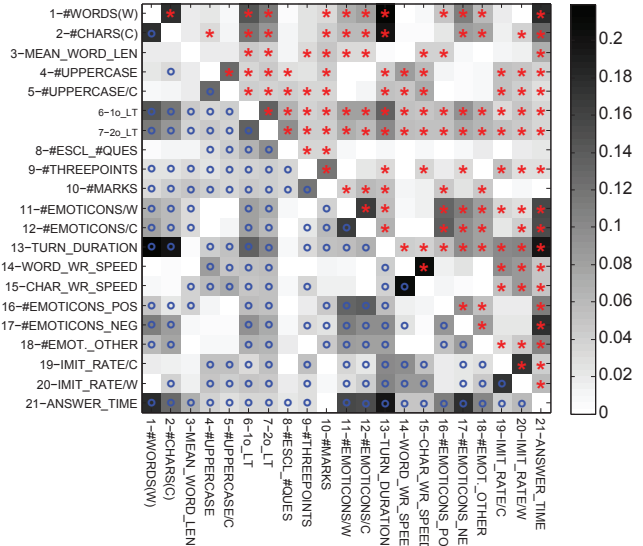 1−#WORDS(W)
2−#CHARS(C)
3−MEAN_WORD_LEN
4−#UPPERCASE
5−#UPPERCASE/C
6−1o_LT
7−2o_LT
8−#ESCL_#QUES
9−#THREEPOINTS
10−#MARKS
11−#EMOTICONS/W
12−#EMOTICONS/C
13−TURN_DURATION
14−WORD_WR_SPEED
15−CHAR_WR_SPEED
16−#EMOTICONS_POS
17−#EMOTICONS_NEG
18−#EMOT._OTHER
19−IMIT_RATE/C
20−IMIT_RATE/W
21−ANSWER_TIME
1−#WORDS(W)
2−#CHARS(C)
3−MEAN_WORD_LEN
4−#UPPERCASE
5−#UPPERCASE/C
6−1o_LT
7−2o_LT
8−#ESCL_#QUES
9−#THREEPOINTS
10−#MARKS
11−#EMOTICONS/W
12−#EMOTICONS/C
13−TURN_DURATION
14−WORD_WR_SPEE
15−CHAR_WR_SPEED
16−#EMOTICONS_PO
17−#EMOTICONS_NE
18−#EMOT._OTHER
19−IMIT_RATE/C
20−IMIT_RATE/W
21−ANSWER_TIME
0.2
0.18
0.16
0.14
0.12
0.1
0.08
0.06
0.04
0.02
0